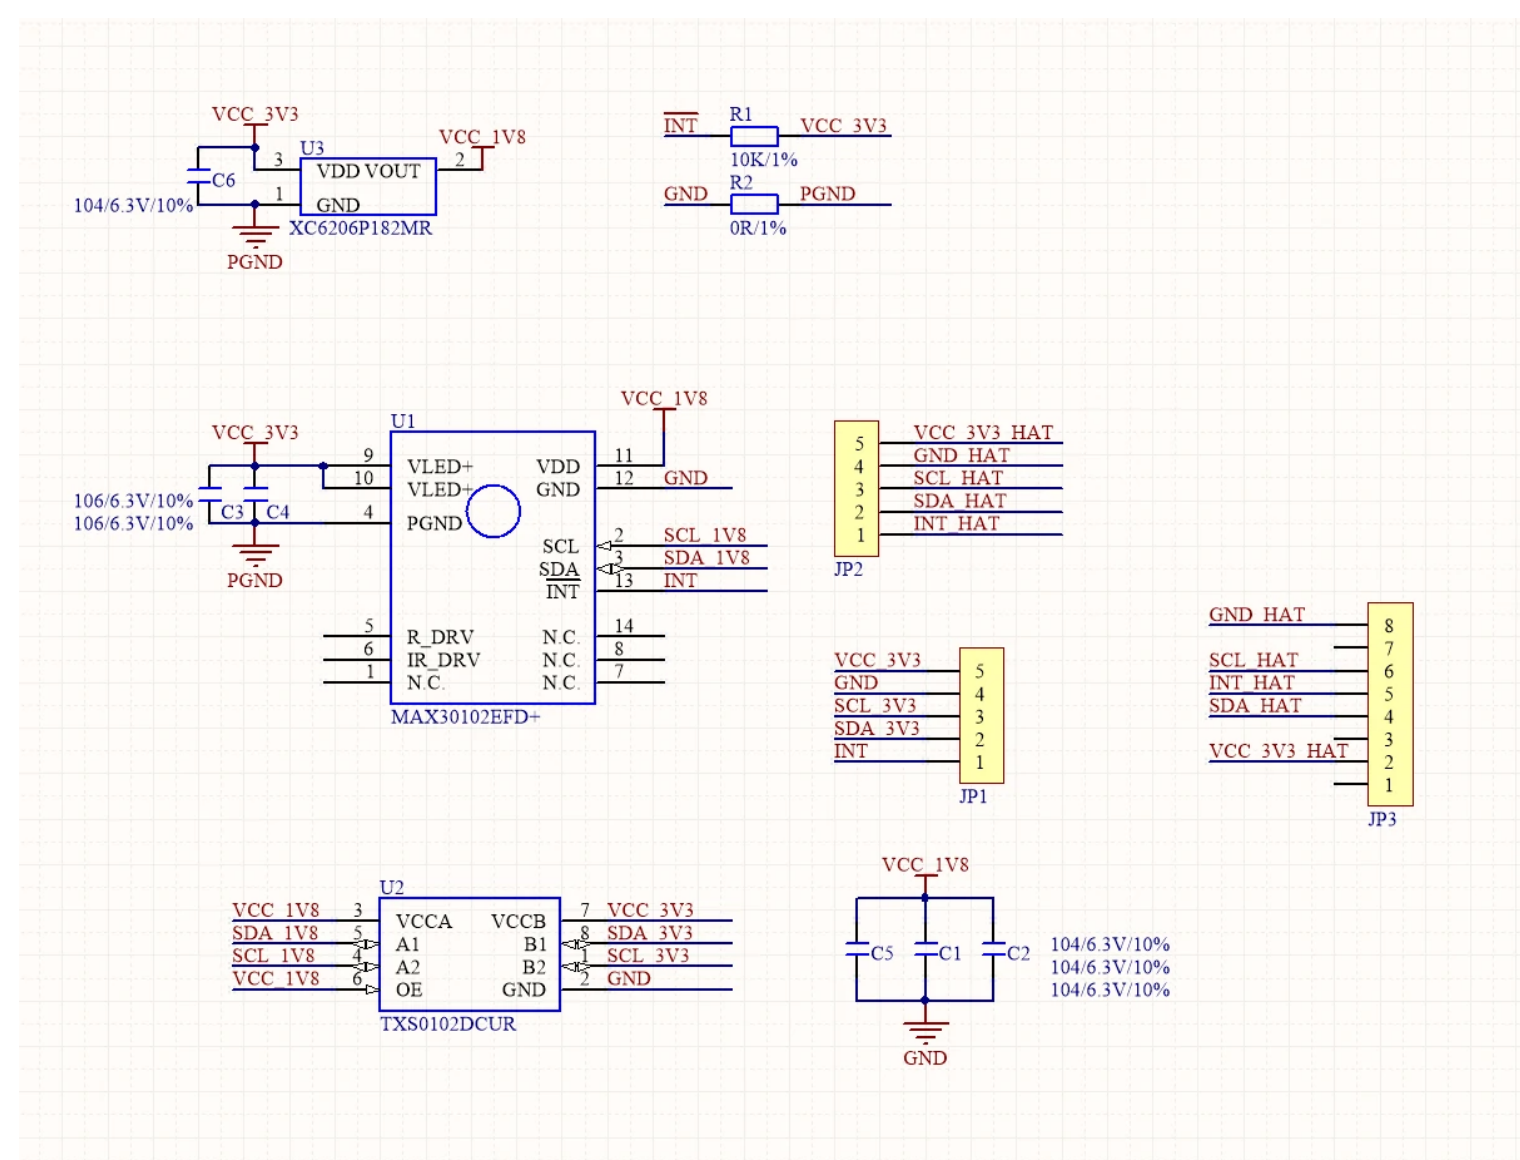 VCC_3V3
U3
VCC_1V8
3
VDD VOUT
2
C6
1
GND
104/6.3V/10%
XC6206P182MR
PGND
INT
R1
VCC_3V3
10K/1%
GND
R2
PGND
0R/1%
VCC_1V8
U1
VCC_3V3
9
VLED+
VDD
11
10
VLED+
GND
12
GND
106/6.3V/10%
C3
C4
106/6.3V/10%
4
PGND
PGND
SCL
2
SCL_1V8
SDA
3
SDA_1V8
INT
13
INT
5
R_DRV
N.C.
14
6
IR_DRV
N.C.
8
1
N.C.
N.C.
7
MAX30102EFD+
5
VCC_3V3_HAT
4
GND_HAT
3
SCL_HAT
2
SDA_HAT
1
INT_HAT
JP2
VCC_3V3
5
GND
4
SCL_3V3
3
SDA_3V3
2
INT
1
JP1
GND_HAT
8
7
SCL_HAT
6
INT_HAT
5
SDA_HAT
4
3
VCC_3V3_HAT
2
1
JP3
U2
VCC_1V8
3
VCCA
VCCB
7
VCC_3V3
SDA_1V8
5
A1
B1
8
SDA_3V3
SCL_1V8
4
A2
B2
1
SCL_3V3
VCC_1V8
6
OE
GND
2
GND
TXS0102DCUR
VCC_1V8
C5
C1
C2
104/6.3V/10%
104/6.3V/10%
104/6.3V/10%
GND